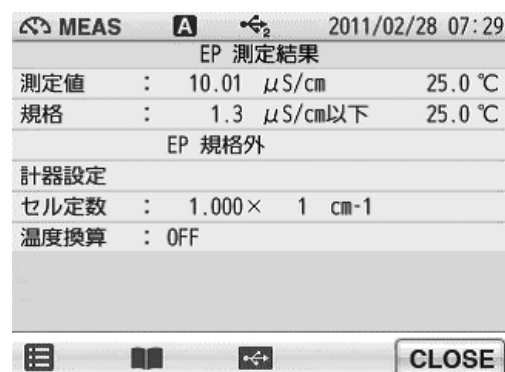 MEAS A 2 2011/02/28 07:29
EP 測定結果
測定値 : 10.01 μS/cm 25.0 ℃
規格 : 1.3 μS/cm以下 25.0 ℃
EP 規格外
計器設定
セル定数 : 1.000× 1 cm-1
温度換算 : OFF
CLOSE